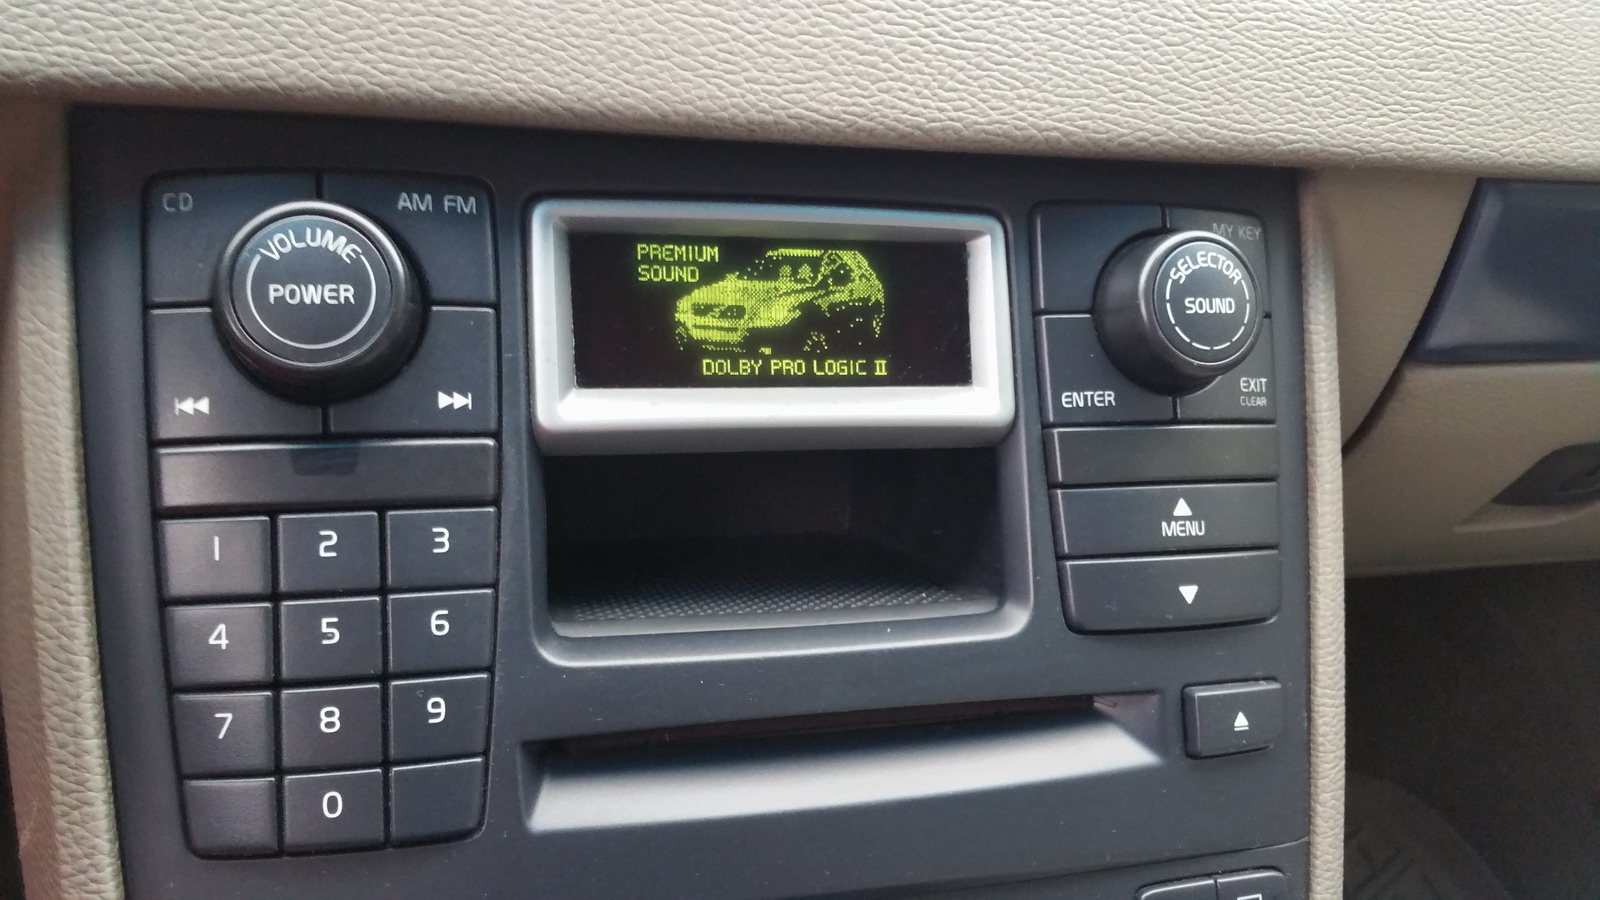 CD
AM FM
VOLUME
POWER
PREMIUM
SOUND
DOLBY PRO LOGIC II
MY KEY
SELECTOR
SOUND
ENTER
EXIT
CLEAR
MENU
1 2 3
4 5 6
7 8 9
0